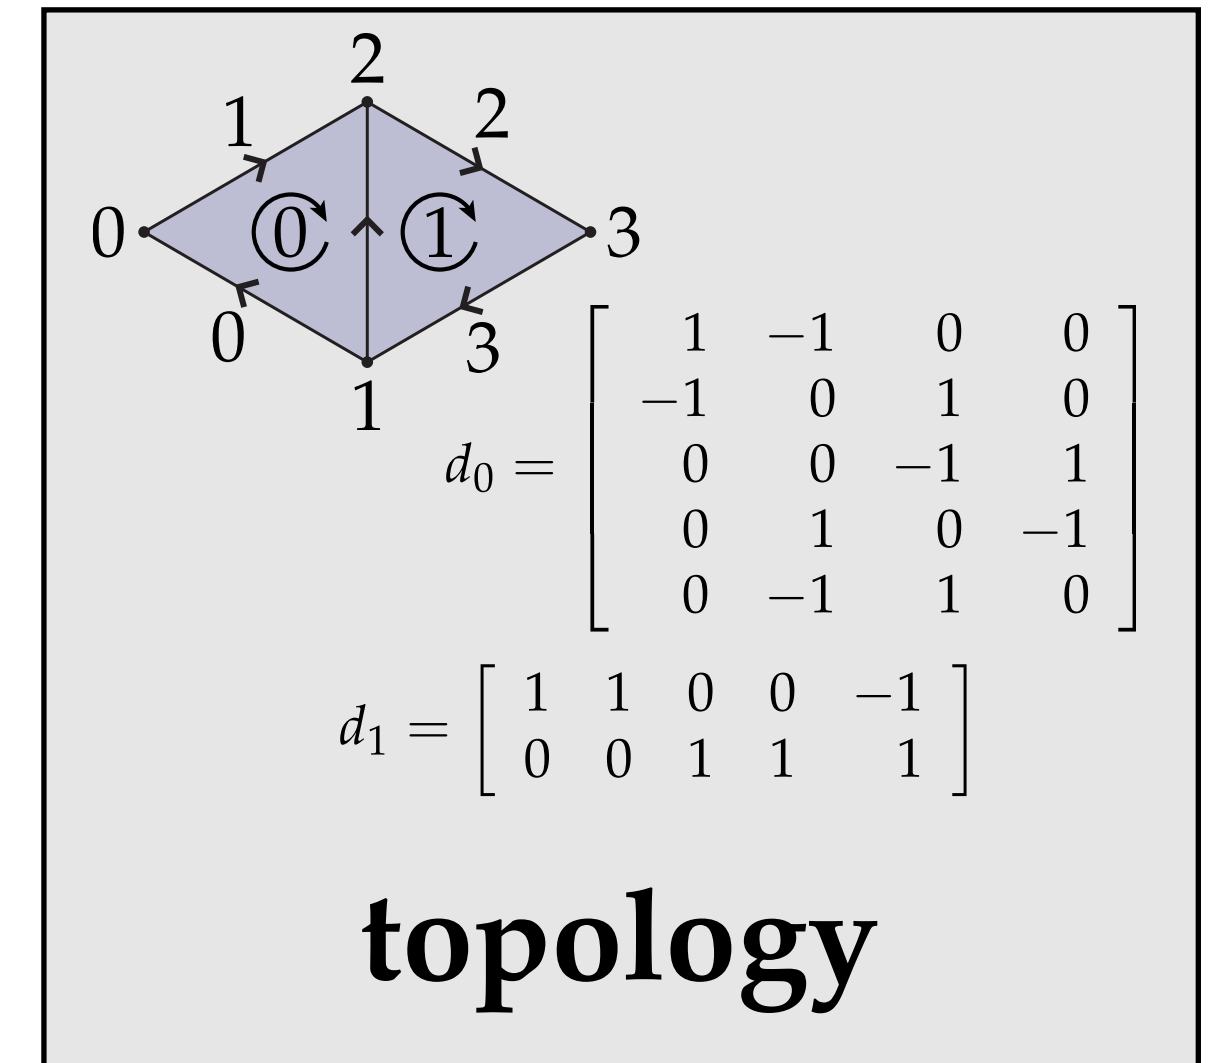 2
1 2
0 0 1 3
0 3
1
d₀ = [ 1 −1 0 0
−1 0 1 0
0 0 −1 1
0 1 0 −1
0 −1 1 0 ]
d₁ = [ 1 1 0 0 −1
0 0 1 1 1 ]
topology